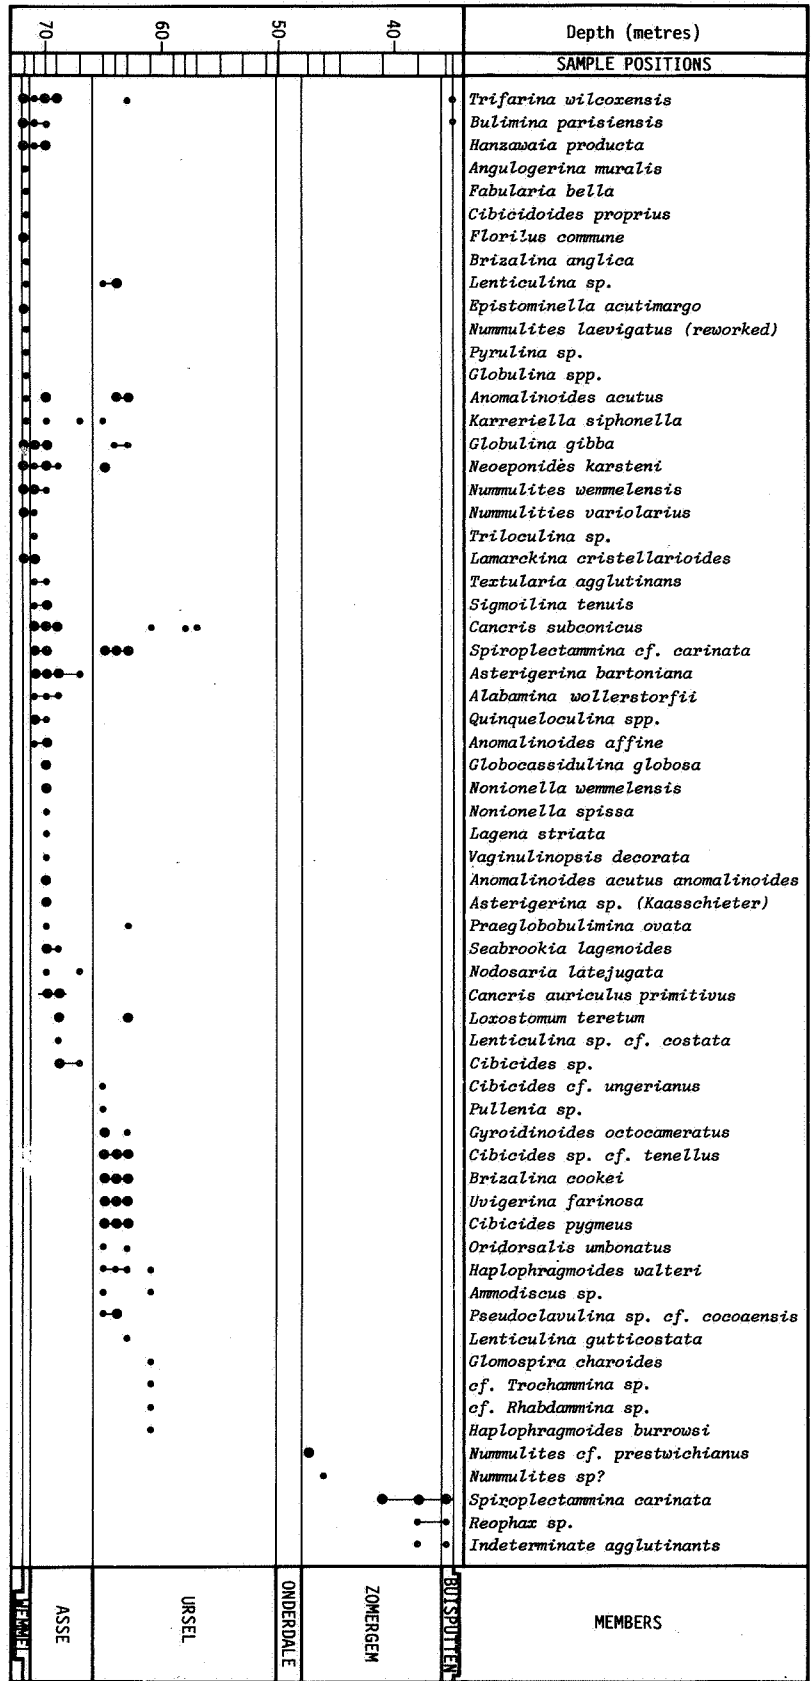 70
60
50
40
Depth (metres)
SAMPLE POSITIONS
Trifarina wilcoxensis
Bulimina parisiensis
Hanzawaia producta
Angulogerina muralis
Fabularia bella
Cibicidoides proprius
Florilus commune
Brizalina anglica
Lenticulina sp.
Epistominella acutimargo
Nummulites laevigatus (reworked)
Pyrulina sp.
Globulina spp.
Anomalinoides acutus
Karreriella siphonella
Globulina gibba
Neoeponides karsteni
Nummulites wemmelensis
Nummulities variolarius
Triloculina sp.
Lamarckina cristellarioides
Textularia agglutinans
Sigmoilina tenuis
Cancris subconicus
Spiroplectammina cf. carinata
Asterigerina bartoniana
Alabamina wollerstorfii
Quinqueloculina spp.
Anomalinoides affine
Globocassidulina globosa
Nonionella wemmelensis
Nonionella spissa
Lagena striata
Vaginulinopsis decorata
Anomalinoides acutus anomalinoides
Asterigerina sp. (Kaasschieter)
Praeglobobulimina ovata
Seabrookia lagenoides
Nodosaria latejugata
Cancris auriculus primitivus
Loxostomum teretum
Lenticulina sp. cf. costata
Cibicides sp.
Cibicides cf. ungerianus
Pullenia sp.
Gyroidinoides octocameratus
Cibicides sp. cf. tenellus
Brizalina cookei
Uvigerina farinosa
Cibicides pygmeus
Oridorsalis umbonatus
Haplophragmoides walteri
Ammodiscus sp.
Pseudoclavulina sp. cf. cocoaensis
Lenticulina gutticostata
Glomospira charoides
cf. Trochammina sp.
cf. Rhabdammina sp.
Haplophragmoides burrowsi
Nummulites cf. prestwichianus
Nummulites sp?
Spiroplectammina carinata
Reophax sp.
Indeterminate agglutinants
WEMMEL
ASSE
URSEL
ONDERDALE
ZOMERGEM
BUISPUTTEN
MEMBERS